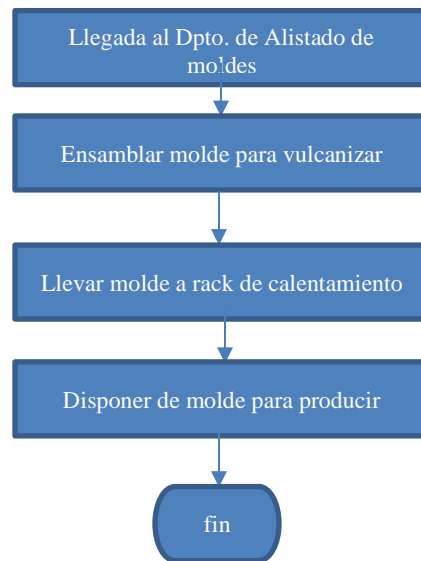 Llegada al Dpto. de Alistado de
moldes
Ensamblar molde para vulcanizar
Llevar molde a rack de calentamiento
Disponer de molde para producir
fin